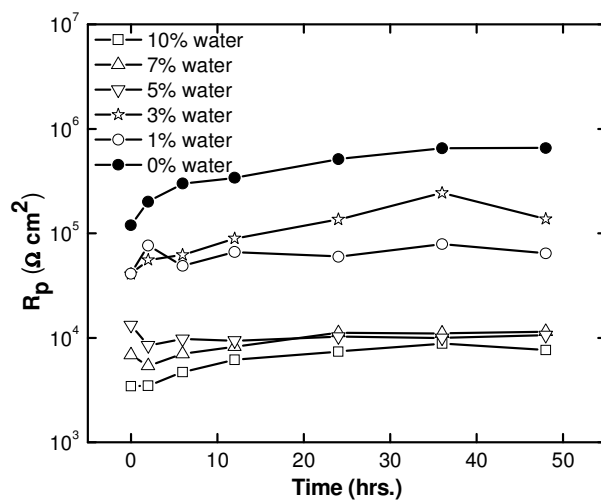 10⁷
10% water
7% water
5% water
3% water
1% water
0% water
10⁶
10⁵
10⁴
10³
Rp (Ω cm²)
0 10 20 30 40 50
Time (hrs.)